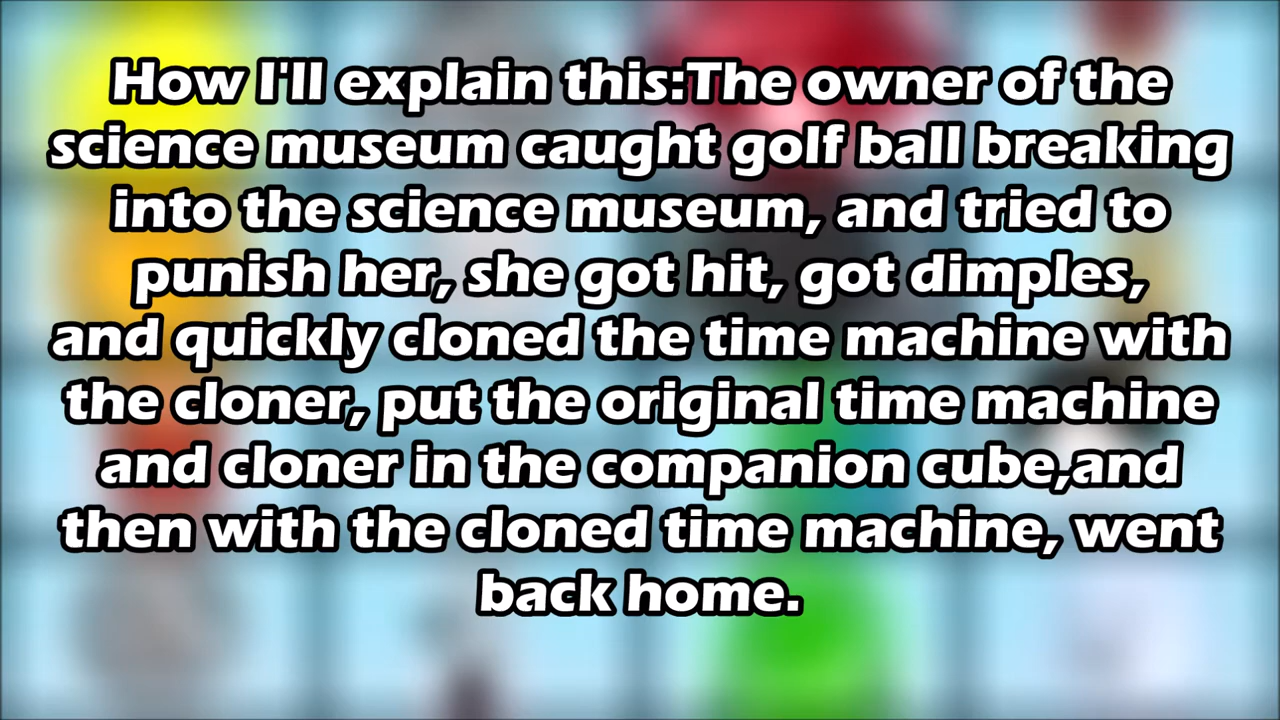 How I'll explain this:The owner of the
science museum caught golf ball breaking
into the science museum, and tried to
punish her, she got hit, got dimples,
and quickly cloned the time machine with
the cloner, put the original time machine
and cloner in the companion cube,and
then with the cloned time machine, went
back home.